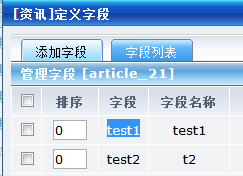 [资讯]定义字段
添加字段 字段列表
管理字段 [article_21]
排序 字段 字段名称
0 test1 test1
0 test2 t2